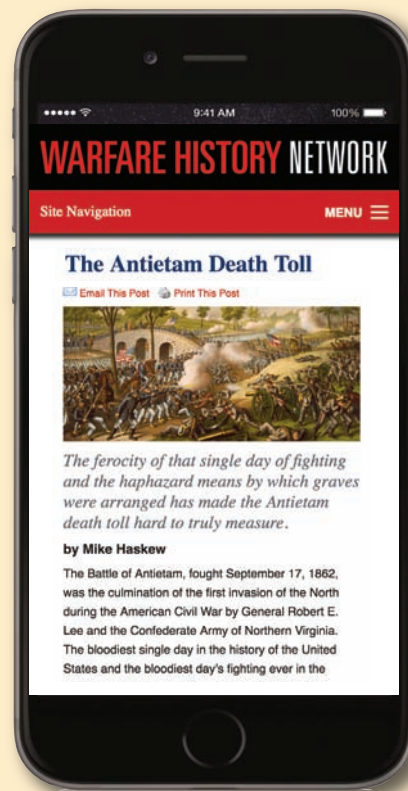 9:41 AM 100%
WARFARE HISTORY NETWORK
Site Navigation MENU
The Antietam Death Toll
Email This Post Print This Post
The ferocity of that single day of fighting
and the haphazard means by which graves
were arranged has made the Antietam
death toll hard to truly measure.
by Mike Haskew
The Battle of Antietam, fought September 17, 1862,
was the culmination of the first invasion of the North
during the American Civil War by General Robert E.
Lee and the Confederate Army of Northern Virginia.
The bloodiest single day in the history of the United
States and the bloodiest day's fighting ever in the